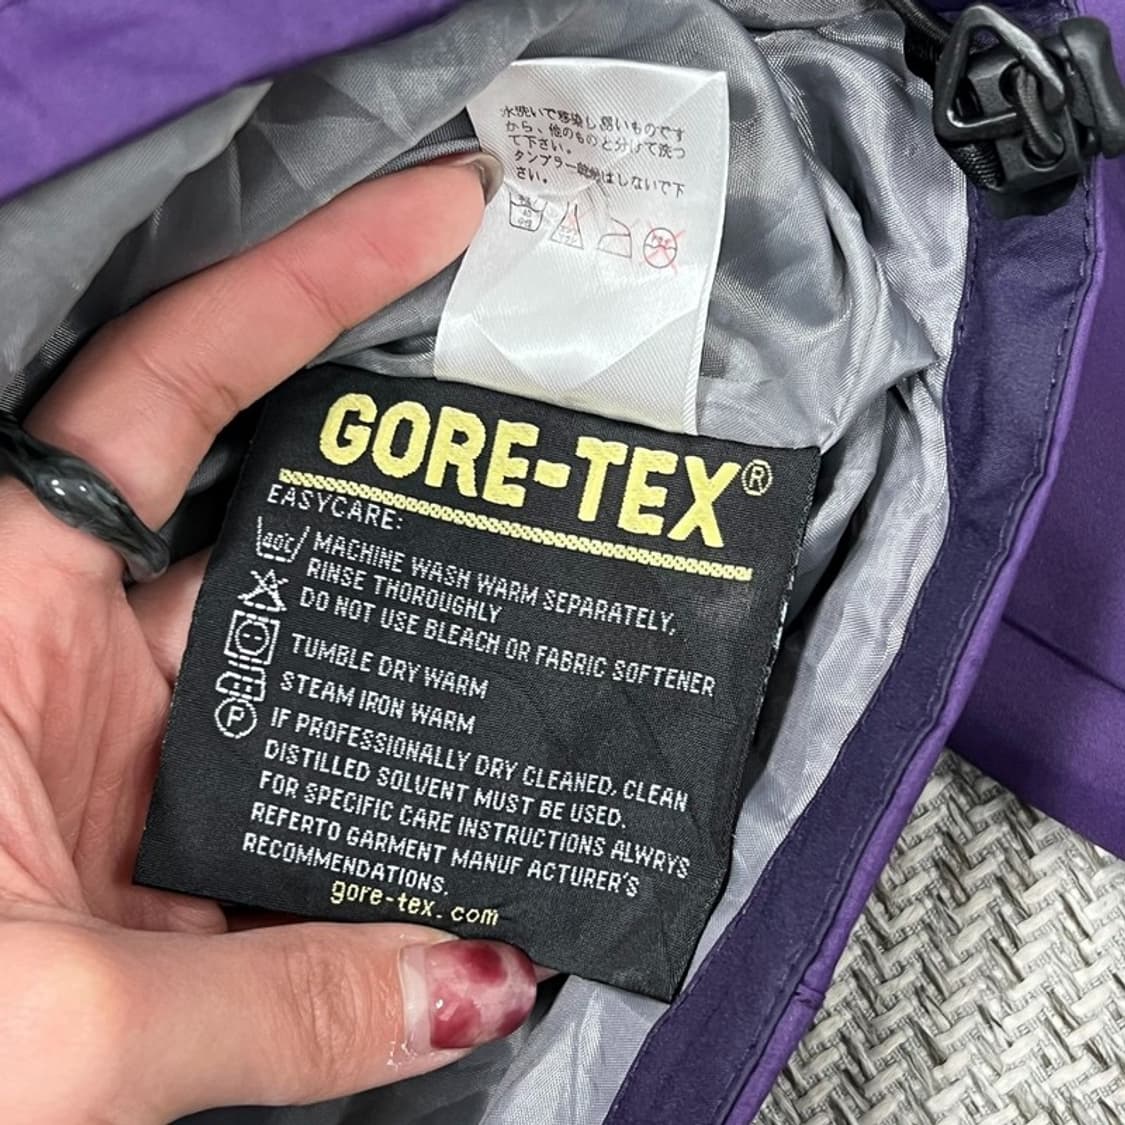 水洗いで移染し易いものです
から、他のものと分けて洗っ
て下さい。
タンブラー乾燥はしないで下
さい。
GORE-TEX®
EASYCARE:
40C MACHINE WASH WARM SEPARATELY,
RINSE THOROUGHLY
DO NOT USE BLEACH OR FABRIC SOFTENER
TUMBLE DRY WARM
STEAM IRON WARM
P IF PROFESSIONALLY DRY CLEANED, CLEAN
DISTILLED SOLVENT MUST BE USED.
FOR SPECIFIC CARE INSTRUCTIONS ALWRYS
REFERTO GARMENT MANUF ACTURER'S
RECOMMENDATIONS.
gore-tex. com